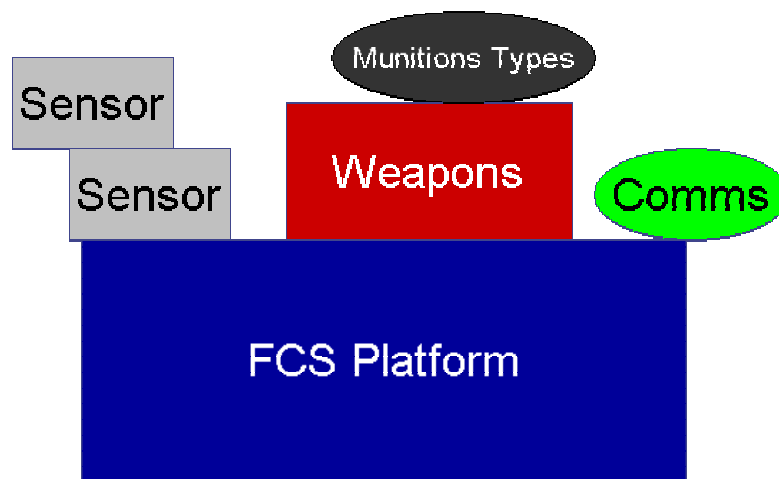 Munitions Types
Sensor
Weapons
Sensor
Comms
FCS Platform